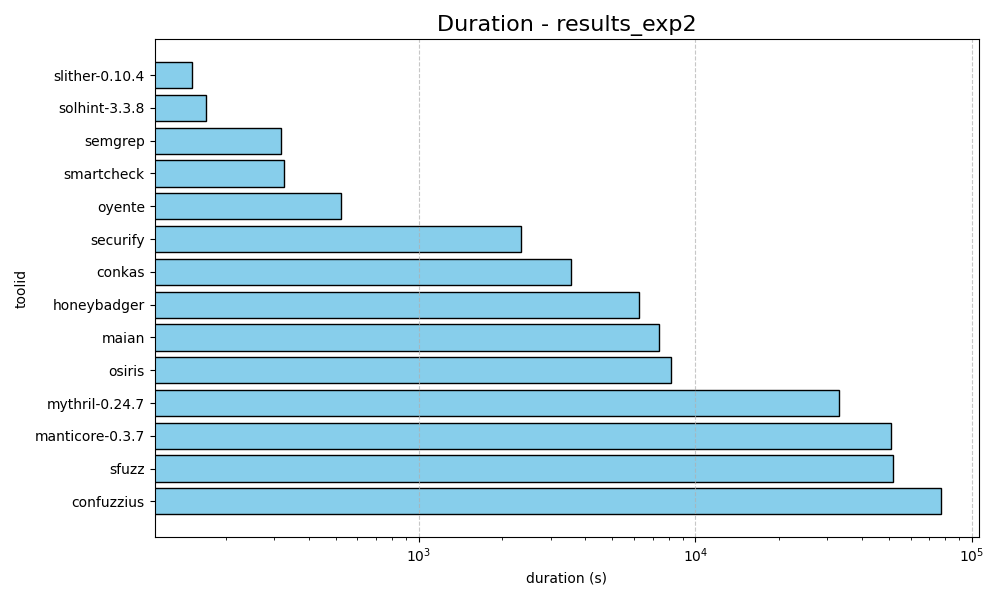 Duration - results_exp2
toolid
slither-0.10.4
solhint-3.3.8
semgrep
smartcheck
oyente
securify
conkas
honeybadger
maian
osiris
mythril-0.24.7
manticore-0.3.7
sfuzz
confuzzius
10³ 10⁴ 10⁵
duration (s)